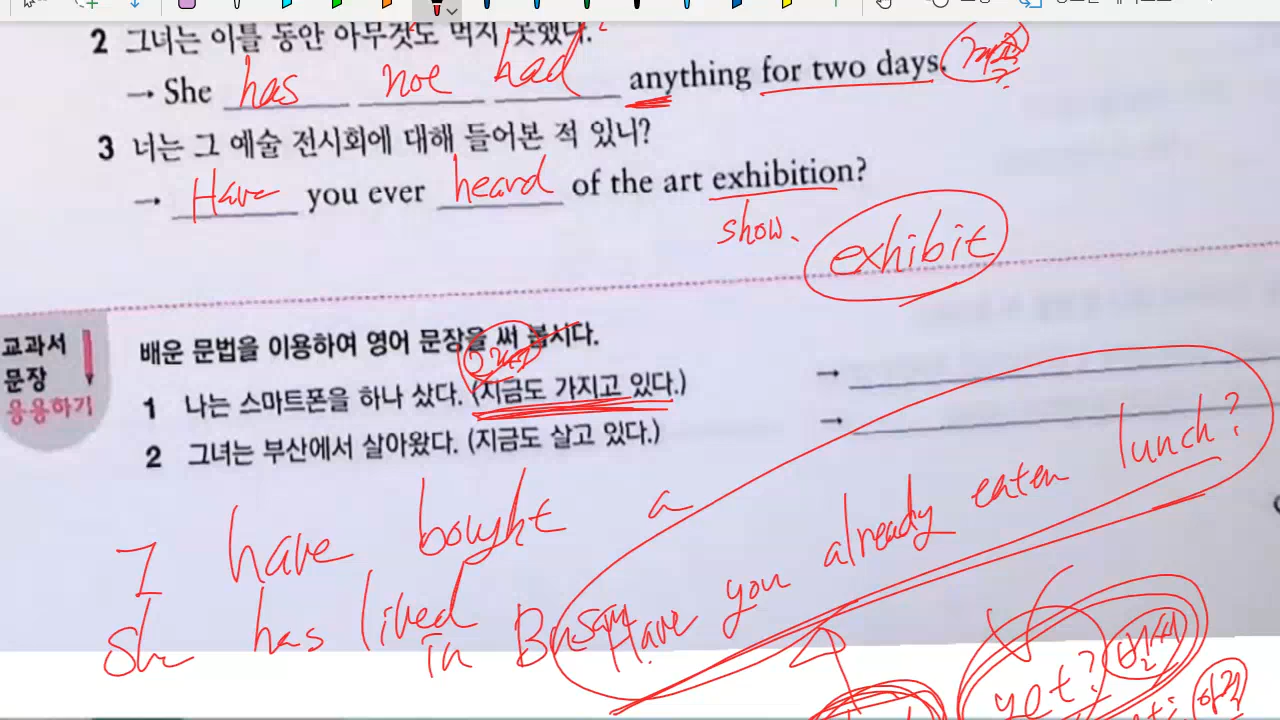 2 그녀는 이틀 동안 아무것도 먹지 못했다.
→ She has not had anything for two days.
3 너는 그 예술 전시회에 대해 들어본 적 있니?
→ Have you ever heard of the art exhibition?
show.
exhibit
교과서
문장
응용하기
배운 문법을 이용하여 영어 문장을 써 봅시다.
1 나는 스마트폰을 하나 샀다. (지금도 가지고 있다.) →
2 그녀는 부산에서 살아왔다. (지금도 살고 있다.) →
I have bought a
Have you already eaten lunch?
She has lived in Busan.
yet?